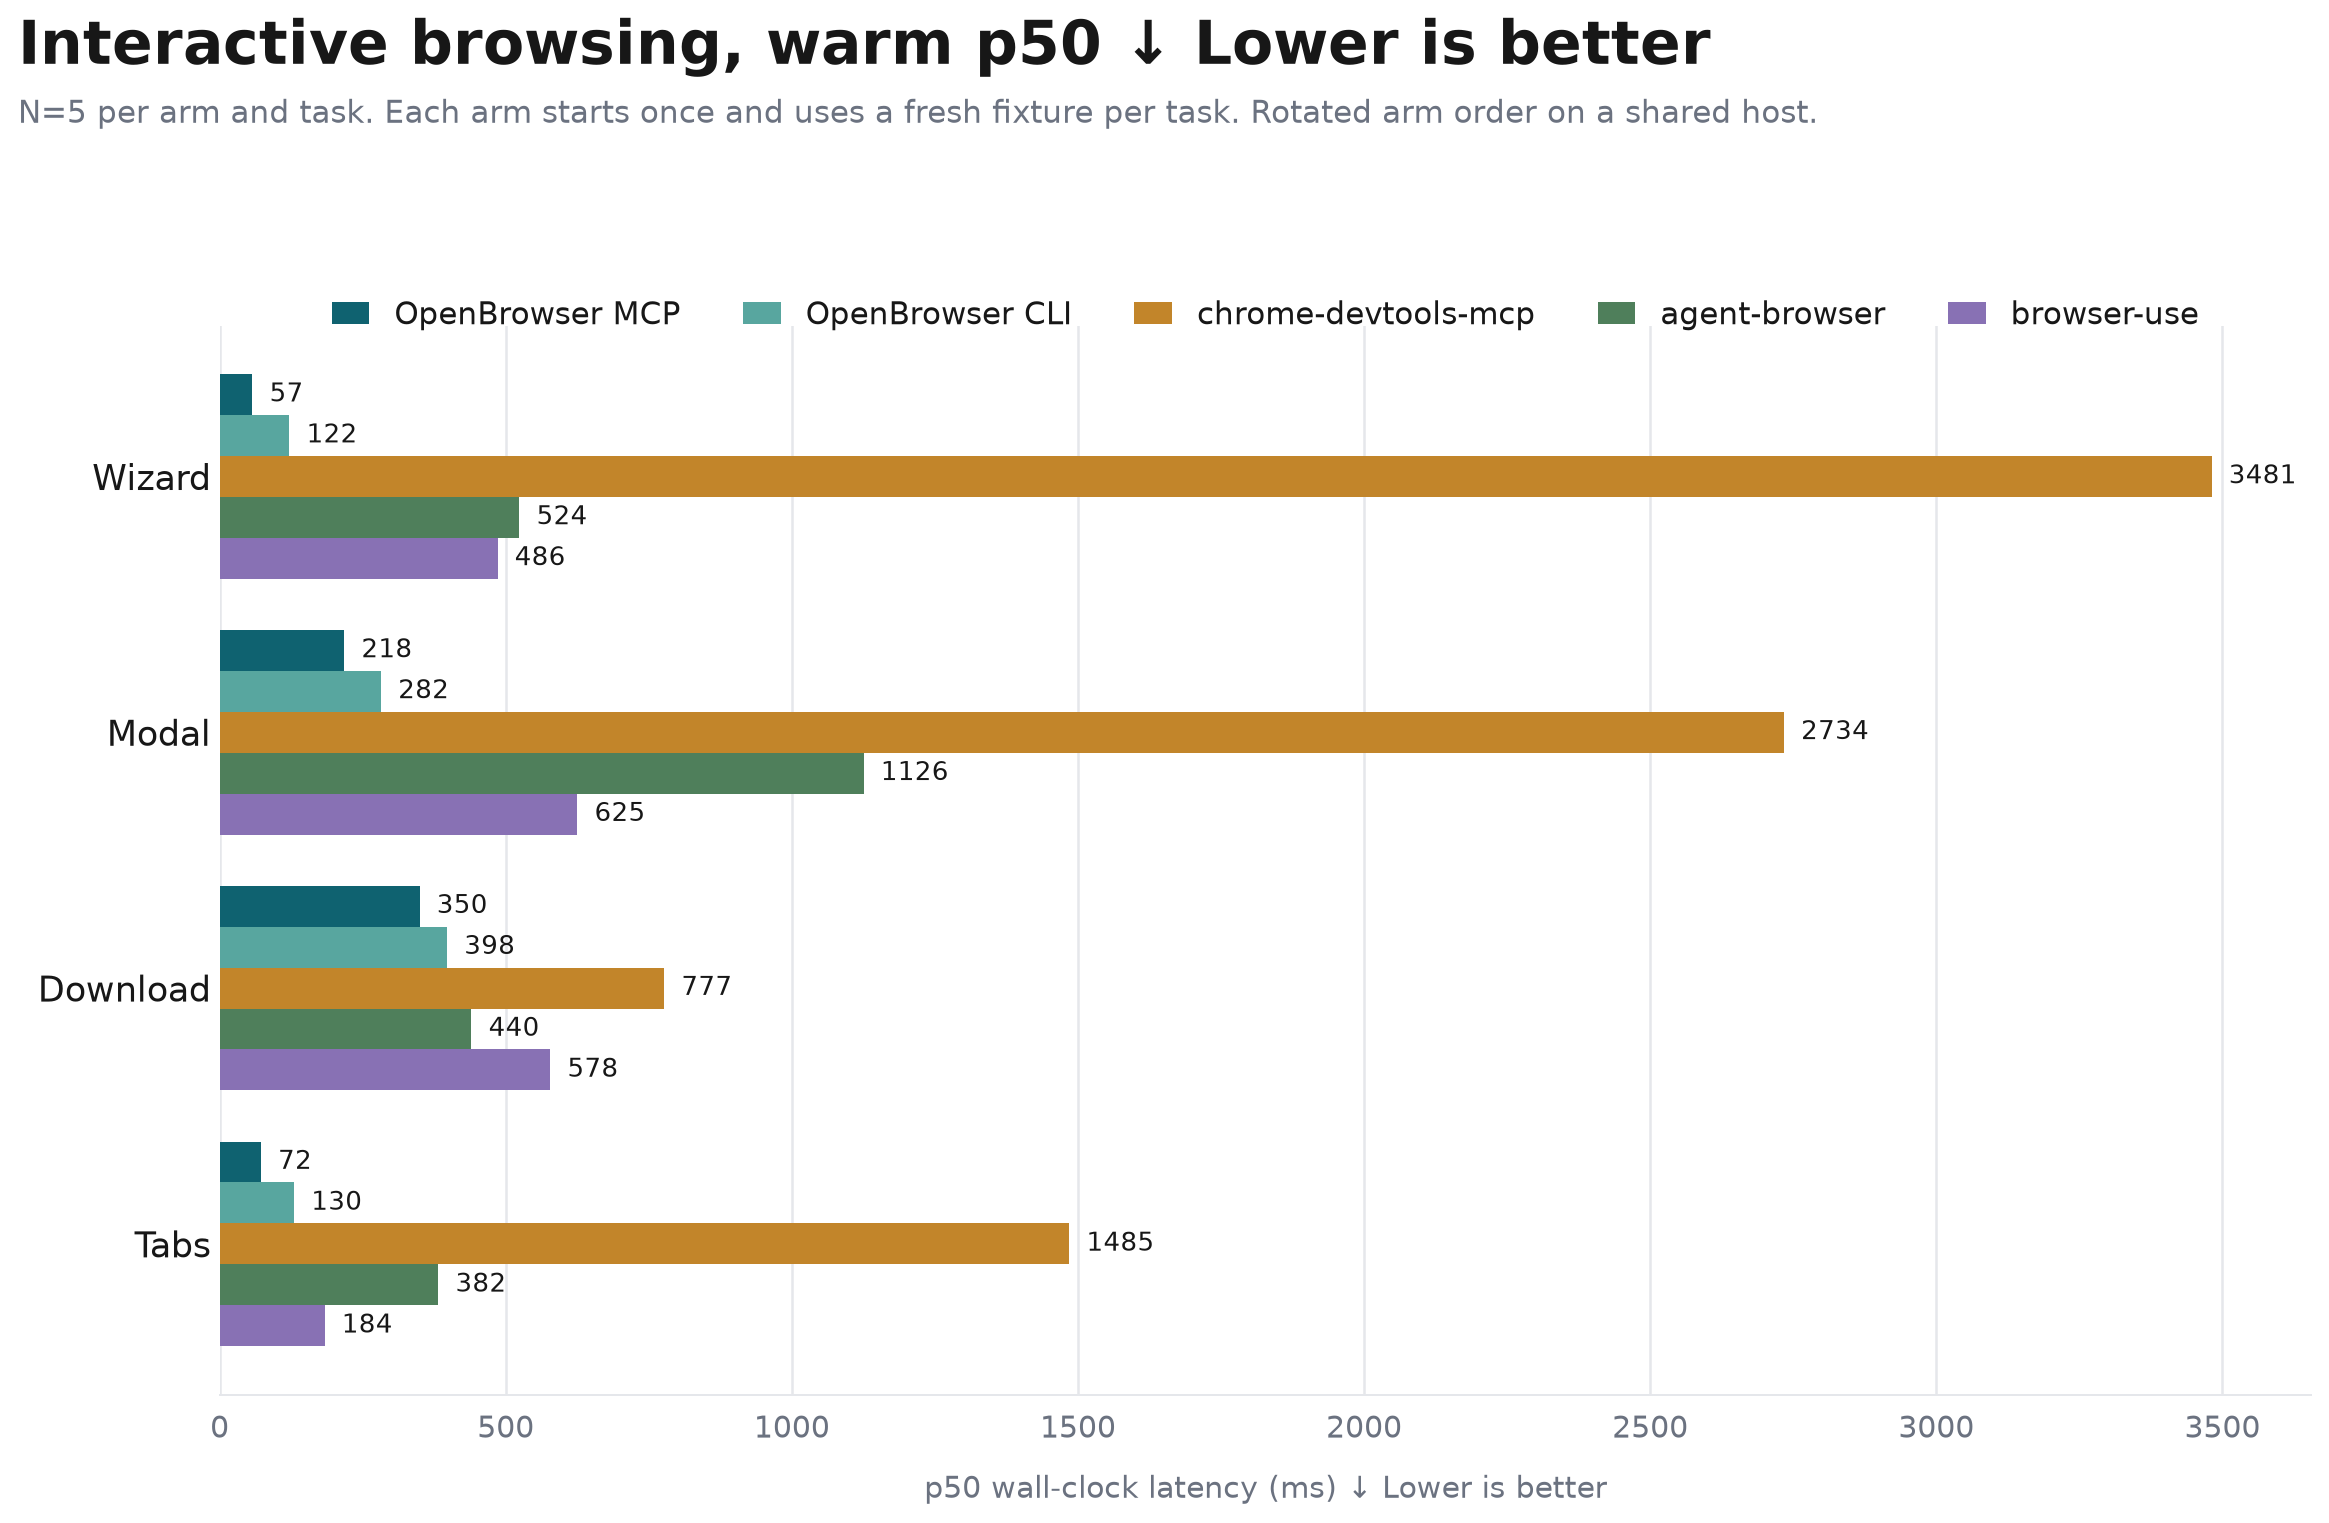 Interactive browsing, warm p50 ↓ Lower is better
N=5 per arm and task. Each arm starts once and uses a fresh fixture per task. Rotated arm order on a shared host.
OpenBrowser MCP OpenBrowser CLI chrome-devtools-mcp agent-browser browser-use
57
122
Wizard 3481
524
486
218
282
Modal 2734
1126
625
350
398
Download 777
440
578
72
130
Tabs 1485
382
184
0 500 1000 1500 2000 2500 3000 3500
p50 wall-clock latency (ms) ↓ Lower is better